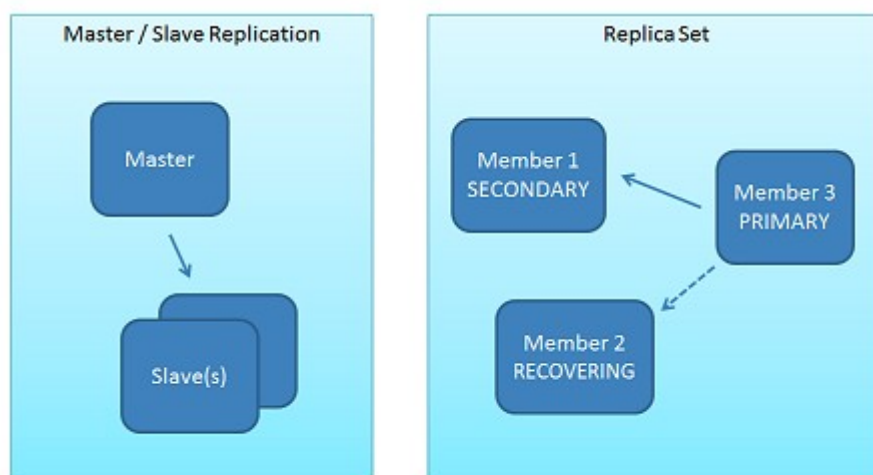 Master / Slave Replication
Master
Slave(s)
Replica Set
Member 1
SECONDARY
Member 3
PRIMARY
Member 2
RECOVERING